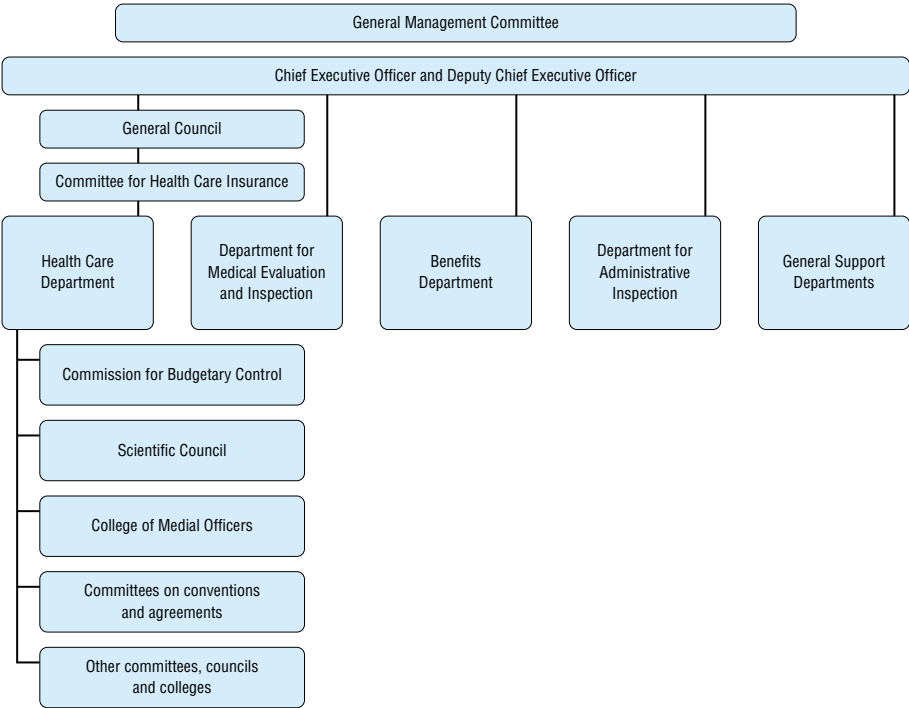 General Management Committee
Chief Executive Officer and Deputy Chief Executive Officer
General Council
Committee for Health Care Insurance
Health Care
Department
Department for
Medical Evaluation
and Inspection
Benefits
Department
Department for
Administrative
Inspection
General Support
Departments
Commission for Budgetary Control
Scientific Council
College of Medial Officers
Committees on conventions
and agreements
Other committees, councils
and colleges